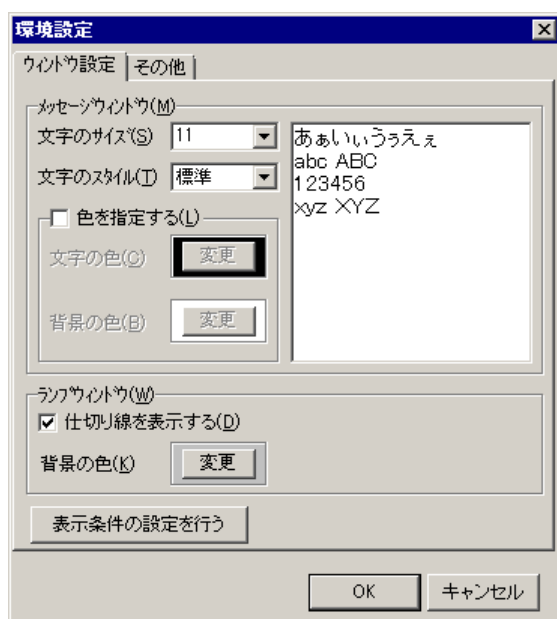 環境設定
ｳｨﾝﾄﾞｳ設定 その他
ﾒｯｾｰｼﾞｳｨﾝﾄﾞｳ(M)
文字のｻｲｽﾞ(S) 11
文字のｽﾀｲﾙ(T) 標準
色を指定する(L)
文字の色(C) 変更
背景の色(B) 変更
あぁいぃうぅえぇ
abc ABC
123456
xyz XYZ
ﾗﾝﾌﾟｳｨﾝﾄﾞｳ(W)
仕切り線を表示する(D)
背景の色(K) 変更
表示条件の設定を行う
OK キャンセル